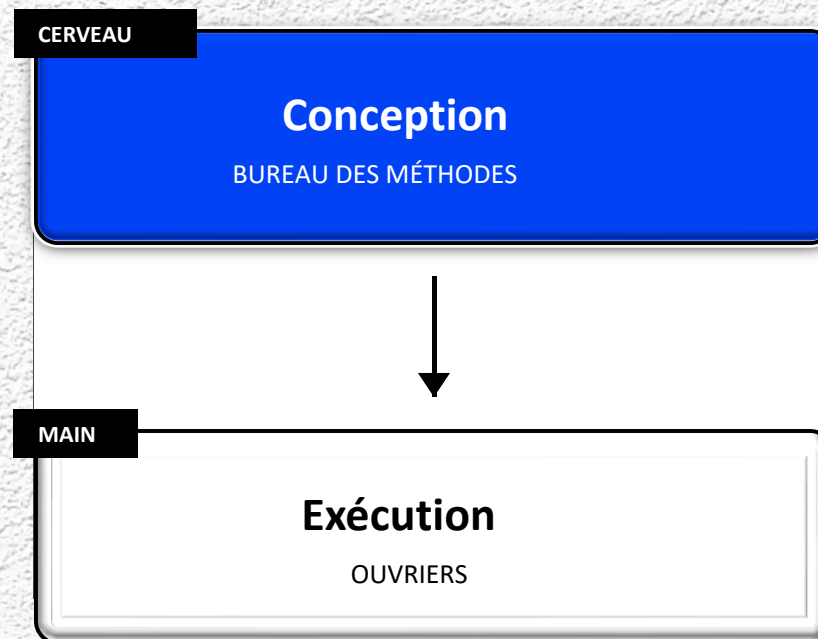 CERVEAU
Conception
BUREAU DES MÉTHODES
MAIN
Exécution
OUVRIERS